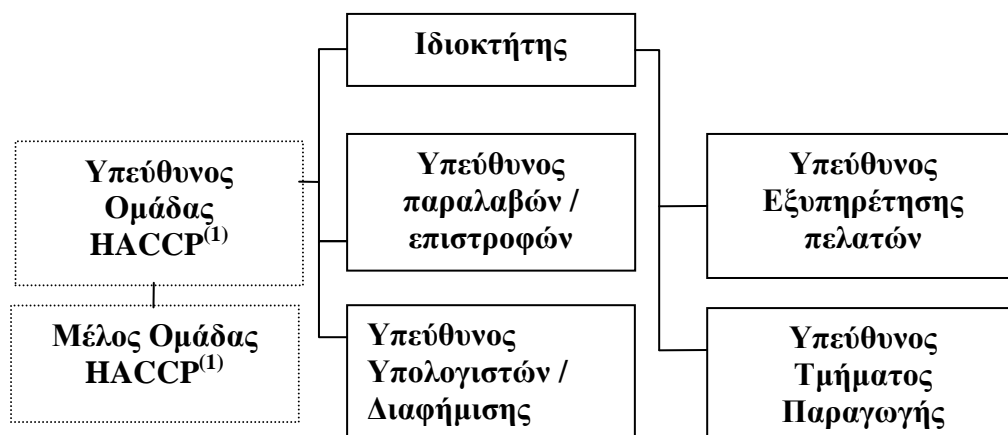 Ιδιοκτήτης
Υπεύθυνος
Ομάδας
HACCP(1)
Υπεύθυνος
παραλαβών /
επιστροφών
Υπεύθυνος
Εξυπηρέτησης
πελατών
Μέλος Ομάδας
HACCP(1)
Υπεύθυνος
Υπολογιστών /
Διαφήμισης
Υπεύθυνος
Τμήματος
Παραγωγής